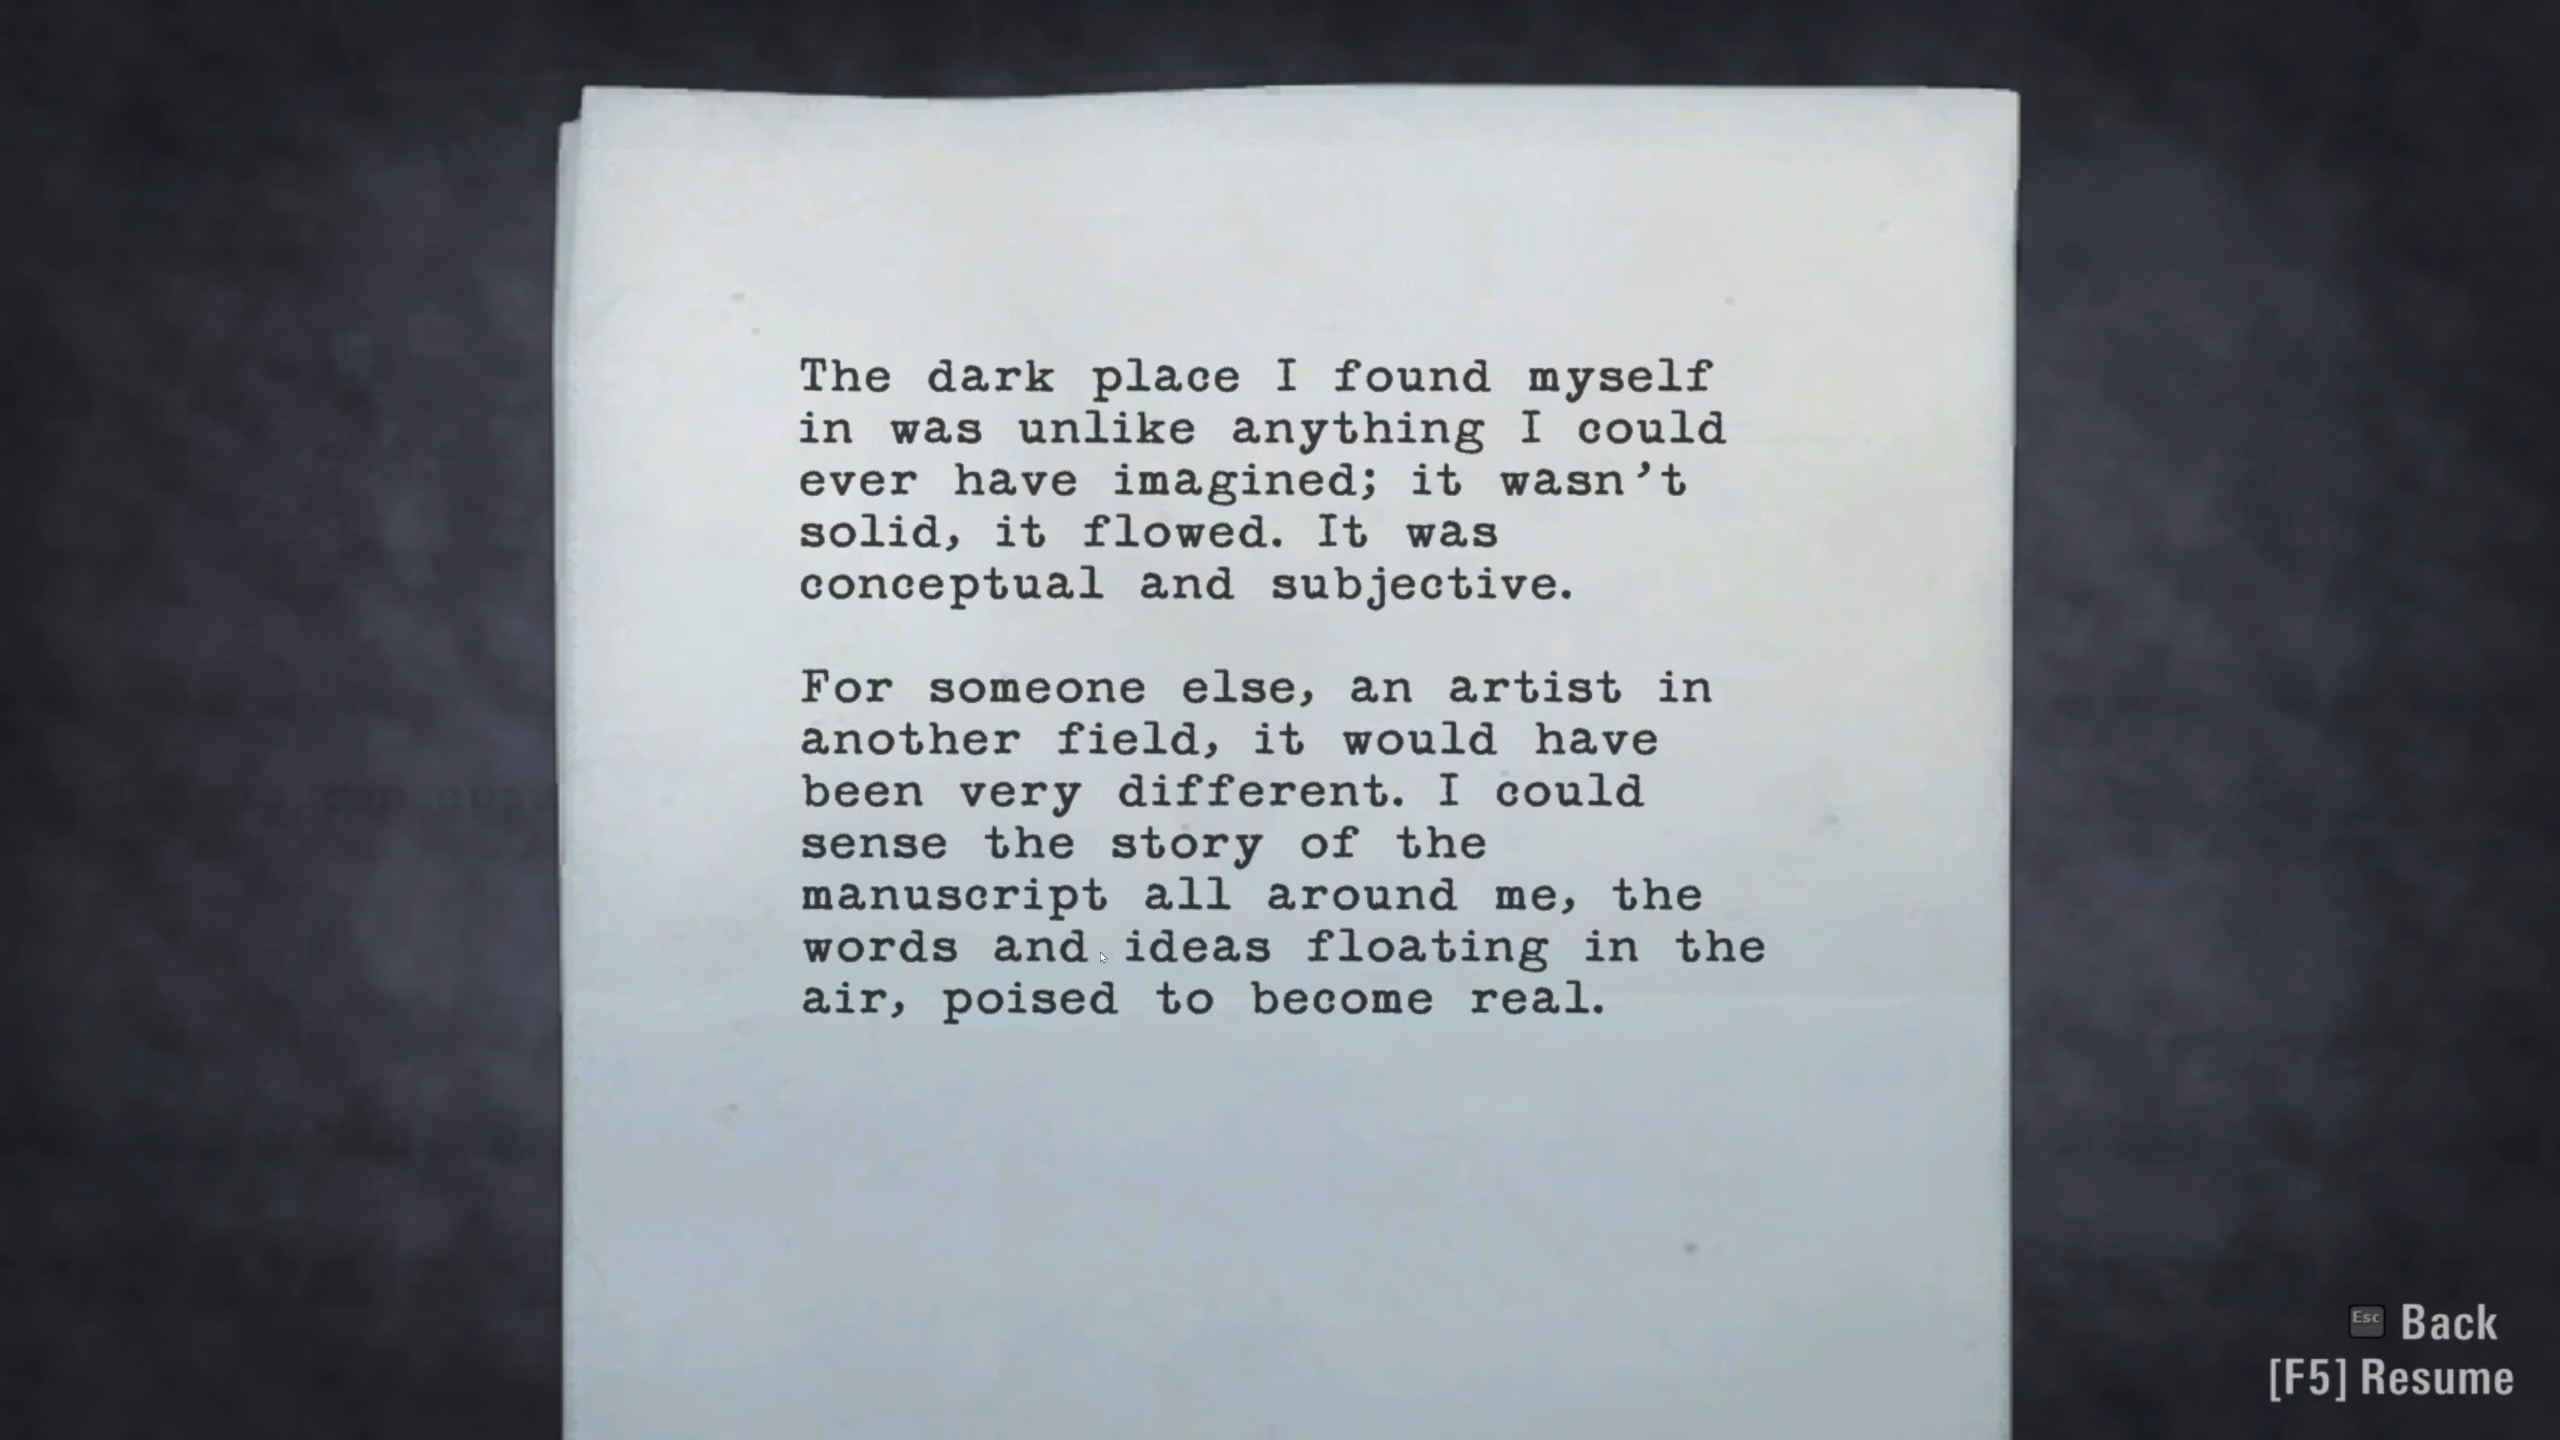 The dark place I found myself
in was unlike anything I could
ever have imagined; it wasn't
solid, it flowed. It was
conceptual and subjective.
For someone else, an artist in
another field, it would have
been very different. I could
sense the story of the
manuscript all around me, the
words and ideas floating in the
air, poised to become real.
Esc Back
[F5] Resume